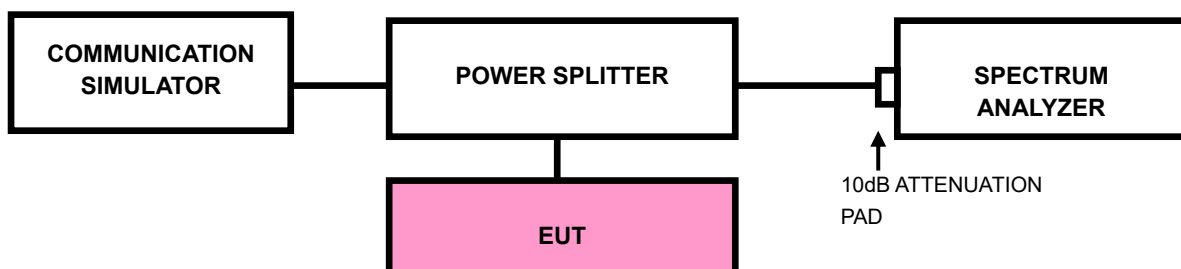 COMMUNICATION
SIMULATOR
POWER SPLITTER
SPECTRUM
ANALYZER
10dB ATTENUATION
PAD
EUT